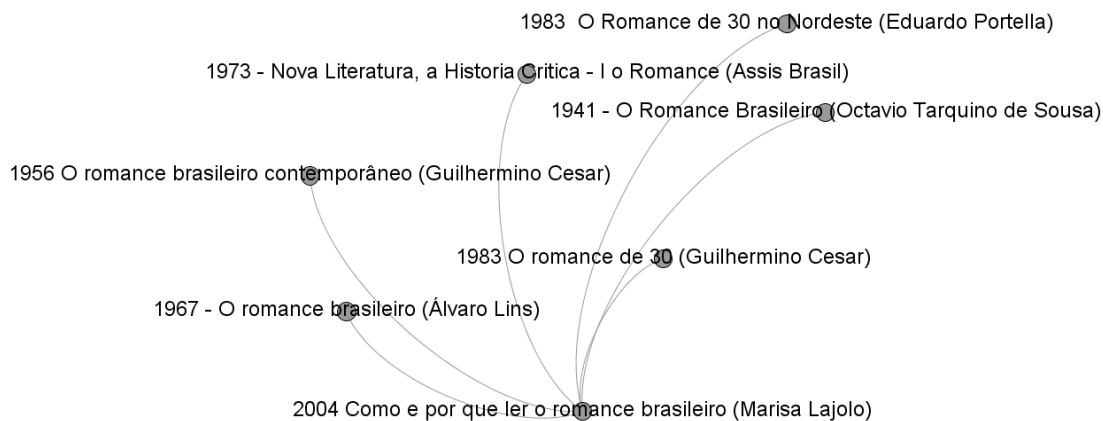 1983 O Romance de 30 no Nordeste (Eduardo Portella)
1973 - Nova Literatura, a Historia Critica - I o Romance (Assis Brasil)
1941 - O Romance Brasileiro (Octavio Tarquino de Sousa)
1956 O romance brasileiro contemporâneo (Guilhermino Cesar)
1983 O romance de 30 (Guilhermino Cesar)
1967 - O romance brasileiro (Álvaro Lins)
2004 Como e por que ler o romance brasileiro (Marisa Lajolo)